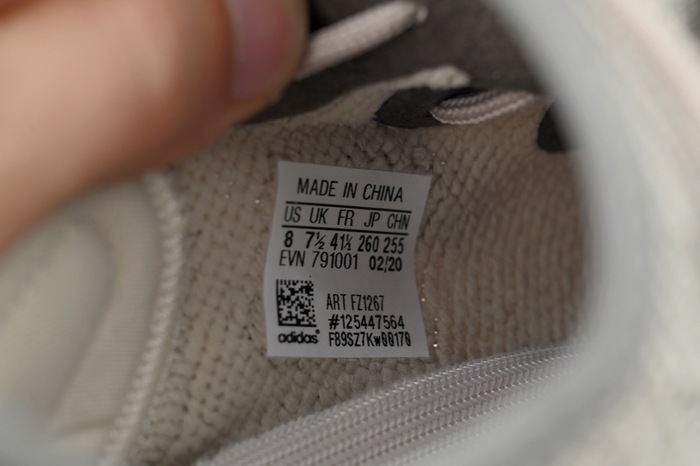 MADE IN CHINA
US UK FR JP CHN
8 7½ 41⅓ 260 255
EVN 791001 02/20
ART FZ1267
#125447564
adidas® F89SZ7Kw00170